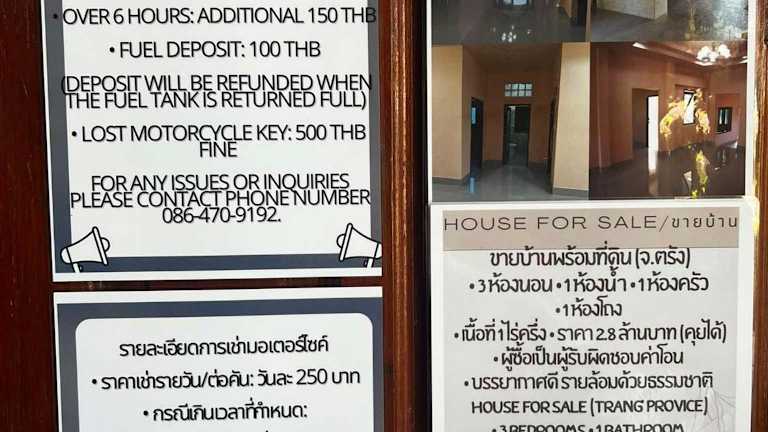 • OVER 6 HOURS: ADDITIONAL 150 THB
• FUEL DEPOSIT: 100 THB
(DEPOSIT WILL BE REFUNDED WHEN
THE FUEL TANK IS RETURNED FULL)
• LOST MOTORCYCLE KEY: 500 THB
FINE
FOR ANY ISSUES OR INQUIRIES
PLEASE CONTACT PHONE NUMBER
086-470-9192.
รายละเอียดการเช่ามอเตอร์ไซค์
• ราคาเช่ารายวัน/ต่อคัน: วันละ 250 บาท
• กรณีเกินเวลาที่กำหนด:
HOUSE FOR SALE/ขายบ้าน
ขายบ้านพร้อมที่ดิน (จ.ตรัง)
• 3 ห้องนอน • 1 ห้องน้ำ • 1 ห้องครัว
• 1 ห้องโถง
• เนื้อที่ 1 ไร่ครึ่ง • ราคา 2.8 ล้านบาท (คุยได้)
• ผู้ซื้อเป็นผู้รับผิดชอบค่าโอน
• บรรยากาศดี รายล้อมด้วยธรรมชาติ
HOUSE FOR SALE (TRANG PROVICE)
• 3 BEDROOMS • 1 BATHROOM